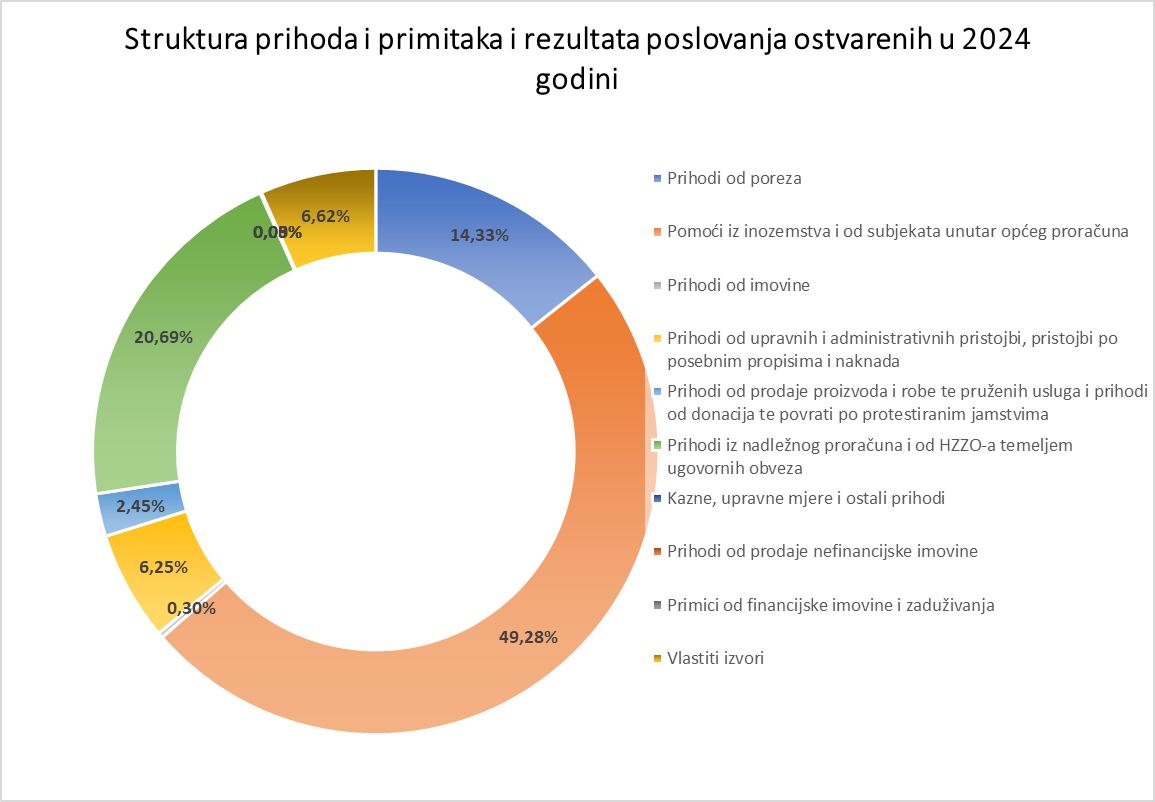 Struktura prihoda i primitaka i rezultata poslovanja ostvarenih u 2024
godini
6,62%
14,33%
20,69%
2,45%
6,25%
0,30%
49,28%
Prihodi od poreza
Pomoći iz inozemstva i od subjekata unutar općeg proračuna
Prihodi od imovine
Prihodi od upravnih i administrativnih pristojbi, pristojbi po
posebnim propisima i naknada
Prihodi od prodaje proizvoda i robe te pruženih usluga i prihodi
od donacija te povrati po protestiranim jamstvima
Prihodi iz nadležnog proračuna i od HZZO-a temeljem
ugovornih obveza
Kazne, upravne mjere i ostali prihodi
Prihodi od prodaje nefinancijske imovine
Primici od financijske imovine i zaduživanja
Vlastiti izvori